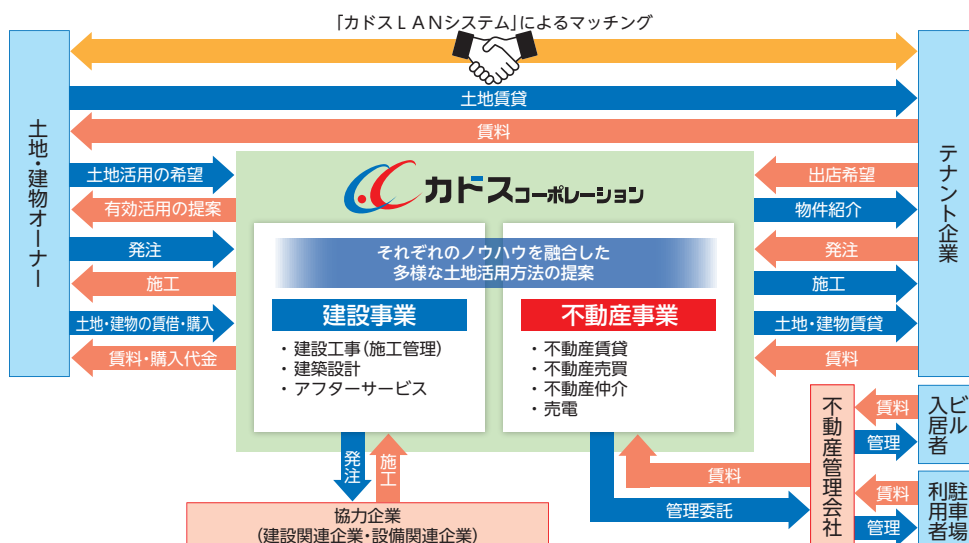 「カドスLANシステム」によるマッチング
土地賃貸
賃料
土地・建物オーナー
土地活用の希望
有効活用の提案
発注
施工
土地・建物の賃借・購入
賃料・購入代金
カドスコーポレーション
それぞれのノウハウを融合した
多様な土地活用方法の提案
建設事業
・建設工事(施工管理)
・建築設計
・アフターサービス
不動産事業
・不動産賃貸
・不動産売買
・不動産仲介
・売電
出店希望
物件紹介
発注
施工
土地・建物賃貸
賃料
テナント企業
発注
施工
協力企業
(建設関連企業・設備関連企業)
賃料
管理委託
不動産管理会社
賃料
管理
ビル
入居者
賃料
管理
駐車場
利用者